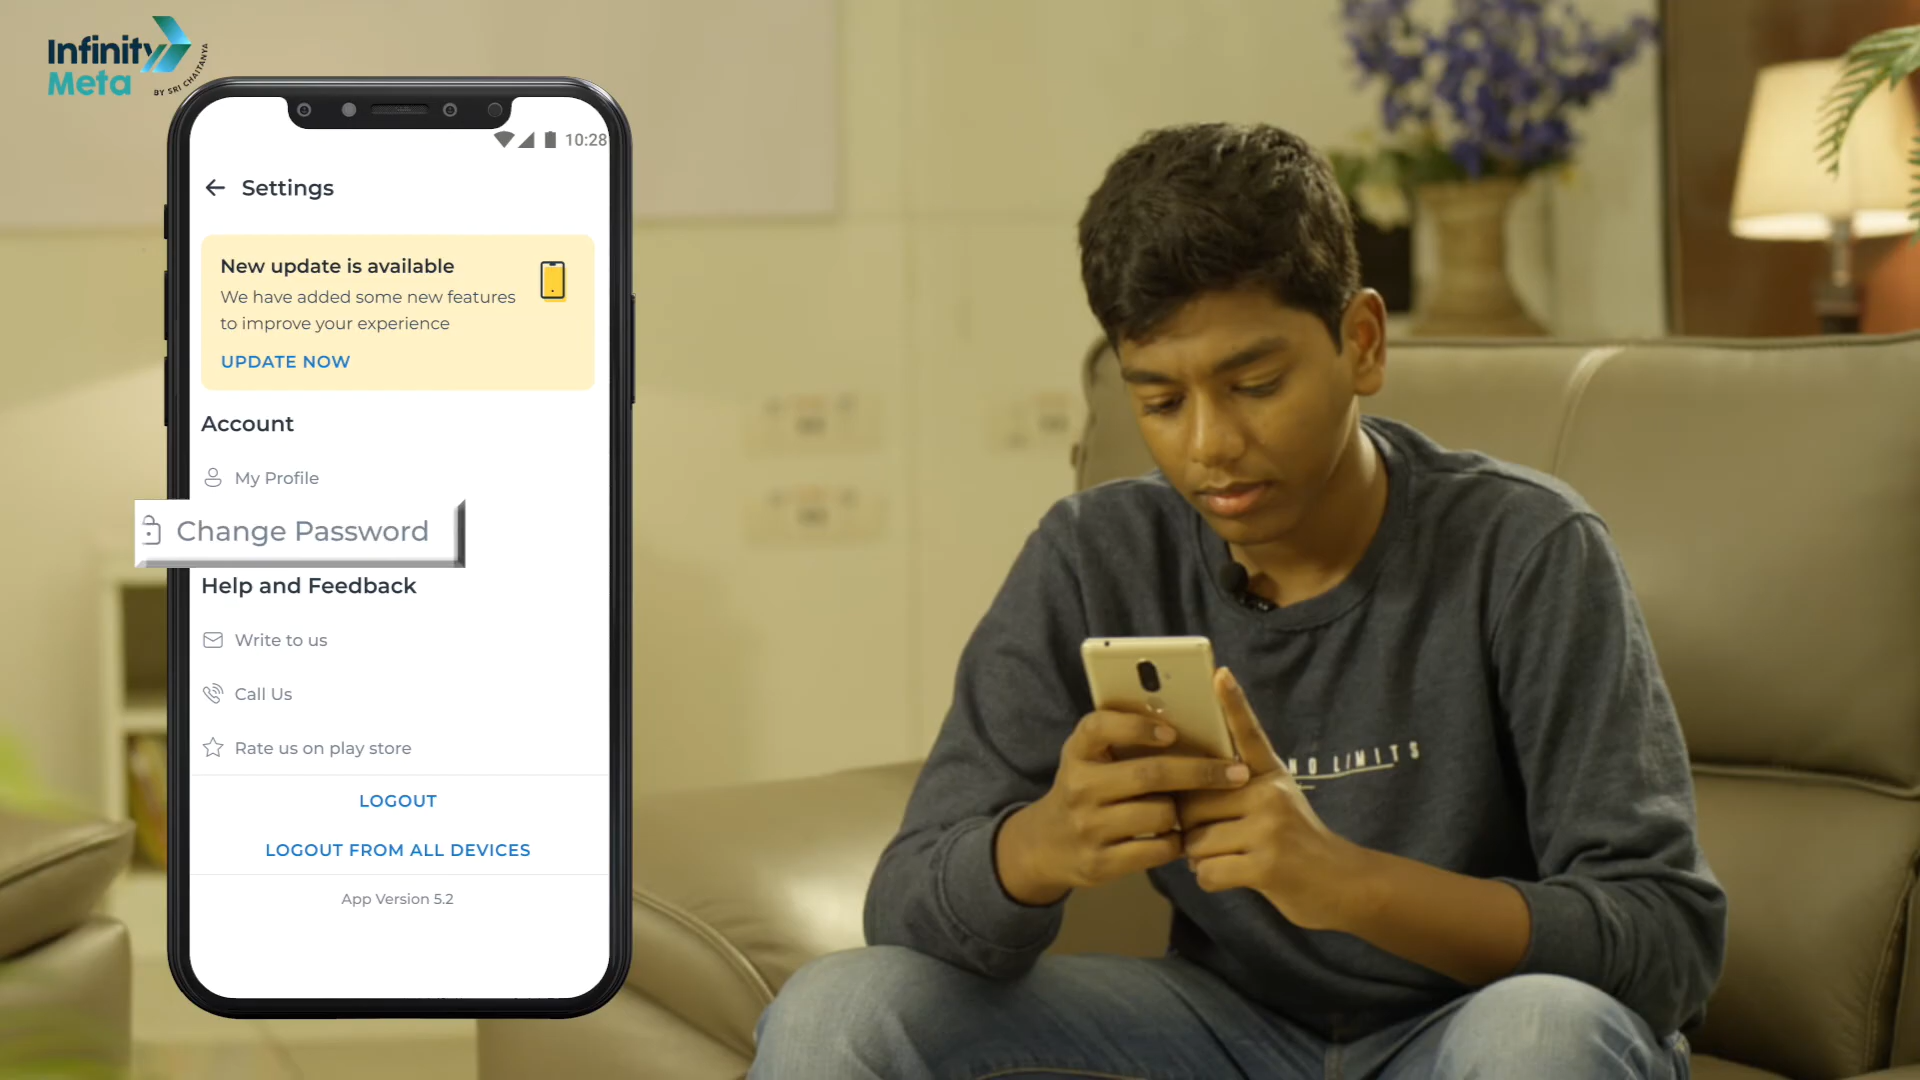 Infinity
Meta
BY SRI CHAITANYA
10:28
Settings
New update is available
We have added some new features
to improve your experience
UPDATE NOW
Account
My Profile
Change Password
Help and Feedback
Write to us
Call Us
Rate us on play store
LOGOUT
LOGOUT FROM ALL DEVICES
App Version 5.2
NO LIMITS